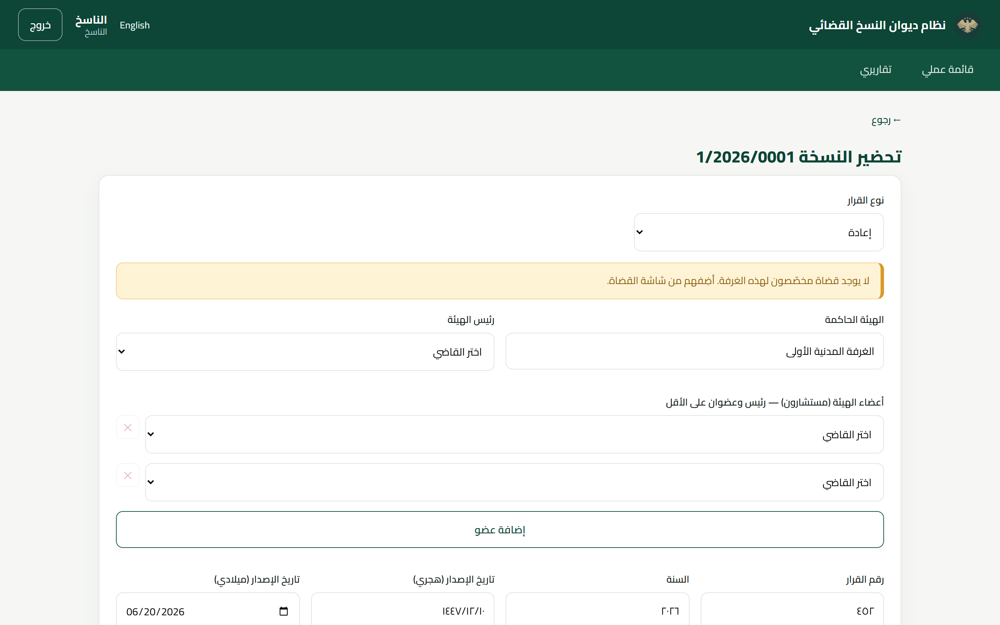 نظام ديوان النسخ القضائي
English
الناسخ
الناسخ
خروج
قائمة عملي
تقاريري
← رجوع
تحضير النسخة 1/2026/0001
نوع القرار
إعادة
لا يوجد قضاة مخصّصون لهذه الغرفة. أضِفهم من شاشة القضاة.
الهيئة الحاكمة
رئيس الهيئة
الغرفة المدنية الأولى
اختر القاضي
أعضاء الهيئة (مستشارون) — رئيس وعضوان على الأقل
اختر القاضي
اختر القاضي
إضافة عضو
رقم القرار
السنة
تاريخ الإصدار (هجري)
تاريخ الإصدار (ميلادي)
٤٥٢
٢٠٢٦
١٤٤٧/١٢/١٠
06/20/2026